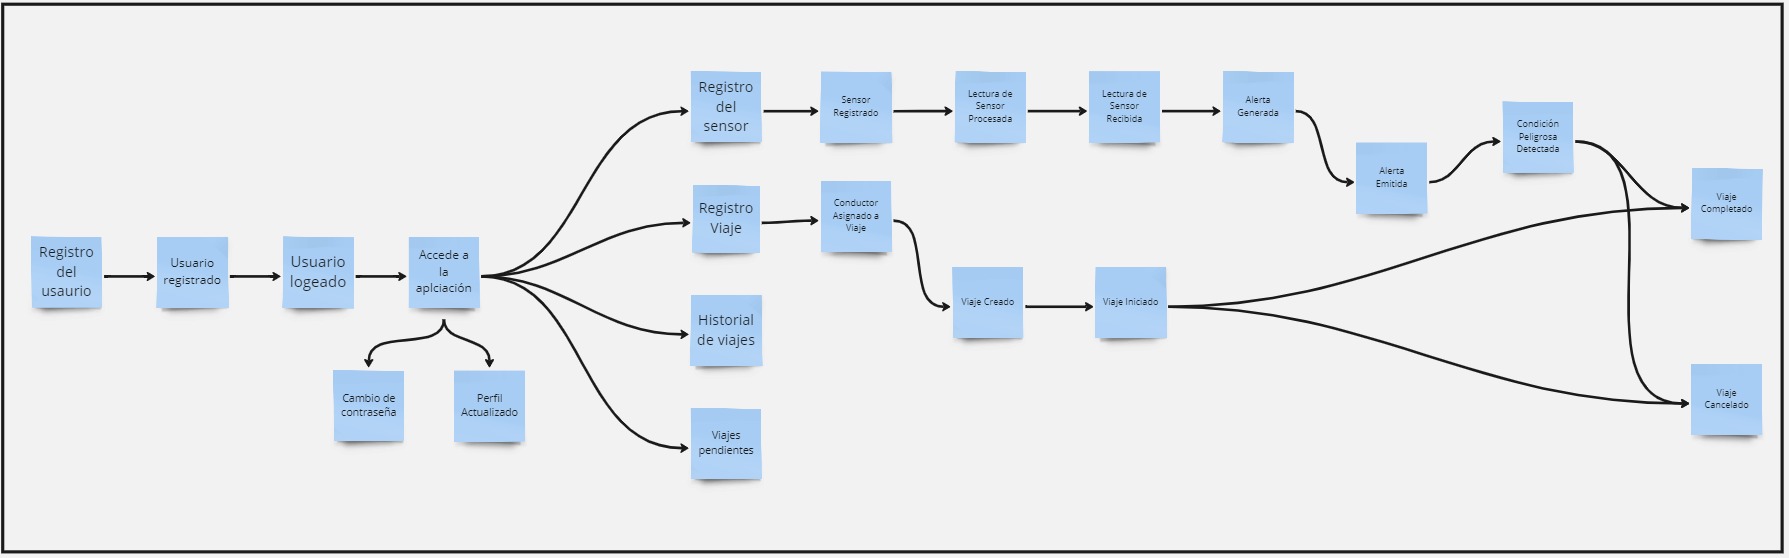 Registro
del
usaurio
Usuario
registrado
Usuario
logeado
Accede a
la
aplciación
Cambio de
contraseña
Perfil
Actualizado
Registro
del
sensor
Sensor
Registrado
Lectura de
Sensor
Procesada
Lectura de
Sensor
Recibida
Alerta
Generada
Alerta
Emitida
Condición
Peligrosa
Detectada
Registro
Viaje
Conductor
Asignado a
Viaje
Viaje Creado
Viaje Iniciado
Historial
de viajes
Viajes
pendientes
Viaje
Completado
Viaje
Cancelado